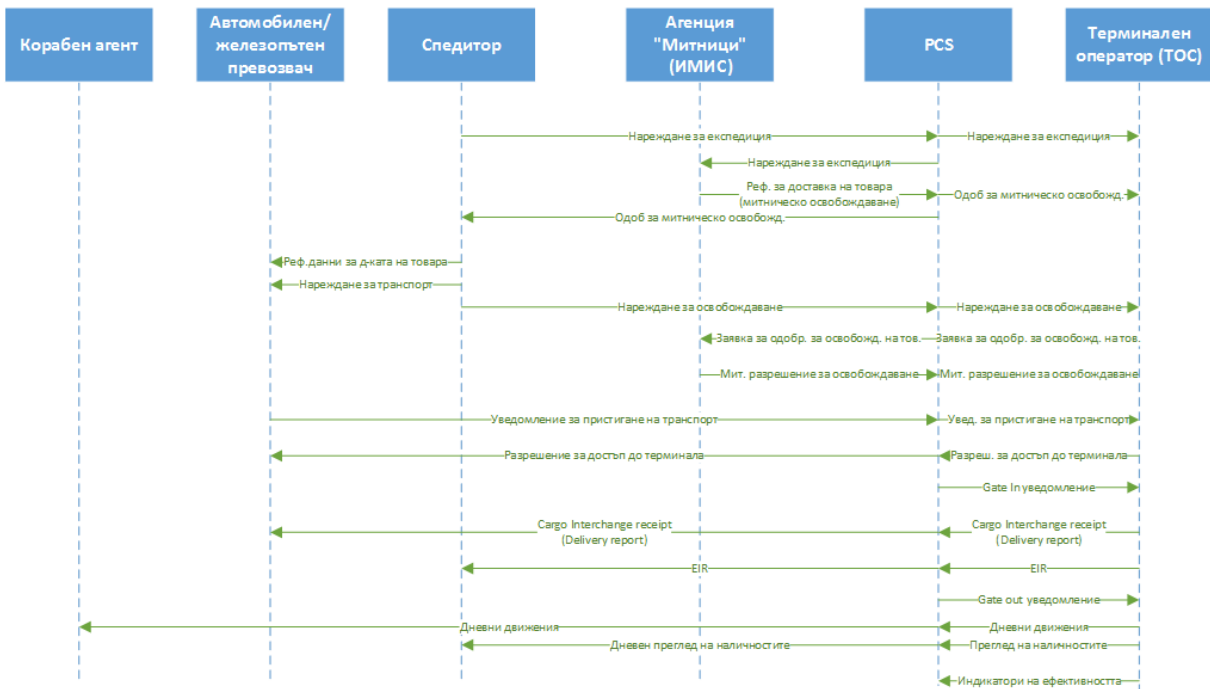 Корабен агент
Автомобилен/
железопътен
превозвач
Спедитор
Агенция
"Митници"
(ИМИС)
PCS
Терминален
оператор (ТОС)
Нареждане за експедиция
Нареждане за експедиция
Нареждане за експедиция
Реф. за доставка на товара
(митническо освобождаване)
Одоб за митническо освобожд.
Одоб за митническо освобожд.
Реф.данни за д-ката на товара
Нареждане за транспорт
Нареждане за освобождаване
Нареждане за освобождаване
Заявка за одобр. за освобожд. на тов.
Заявка за одобр. за освобожд. на тов.
Мит. разрешение за освобождаване
Мит. разрешение за освобождаване
Уведомление за пристигане на транспорт
Увед. за пристигане на транспорт
Разрешение за достъп до терминала
Разреш. за достъп до терминала
Gate In уведомление
Cargo Interchange receipt
(Delivery report)
Cargo Interchange receipt
(Delivery report)
EIR
EIR
Gate out уведомление
Дневни движения
Дневни движения
Дневен преглед на наличностите
Преглед на наличностите
Индикатори на ефективността